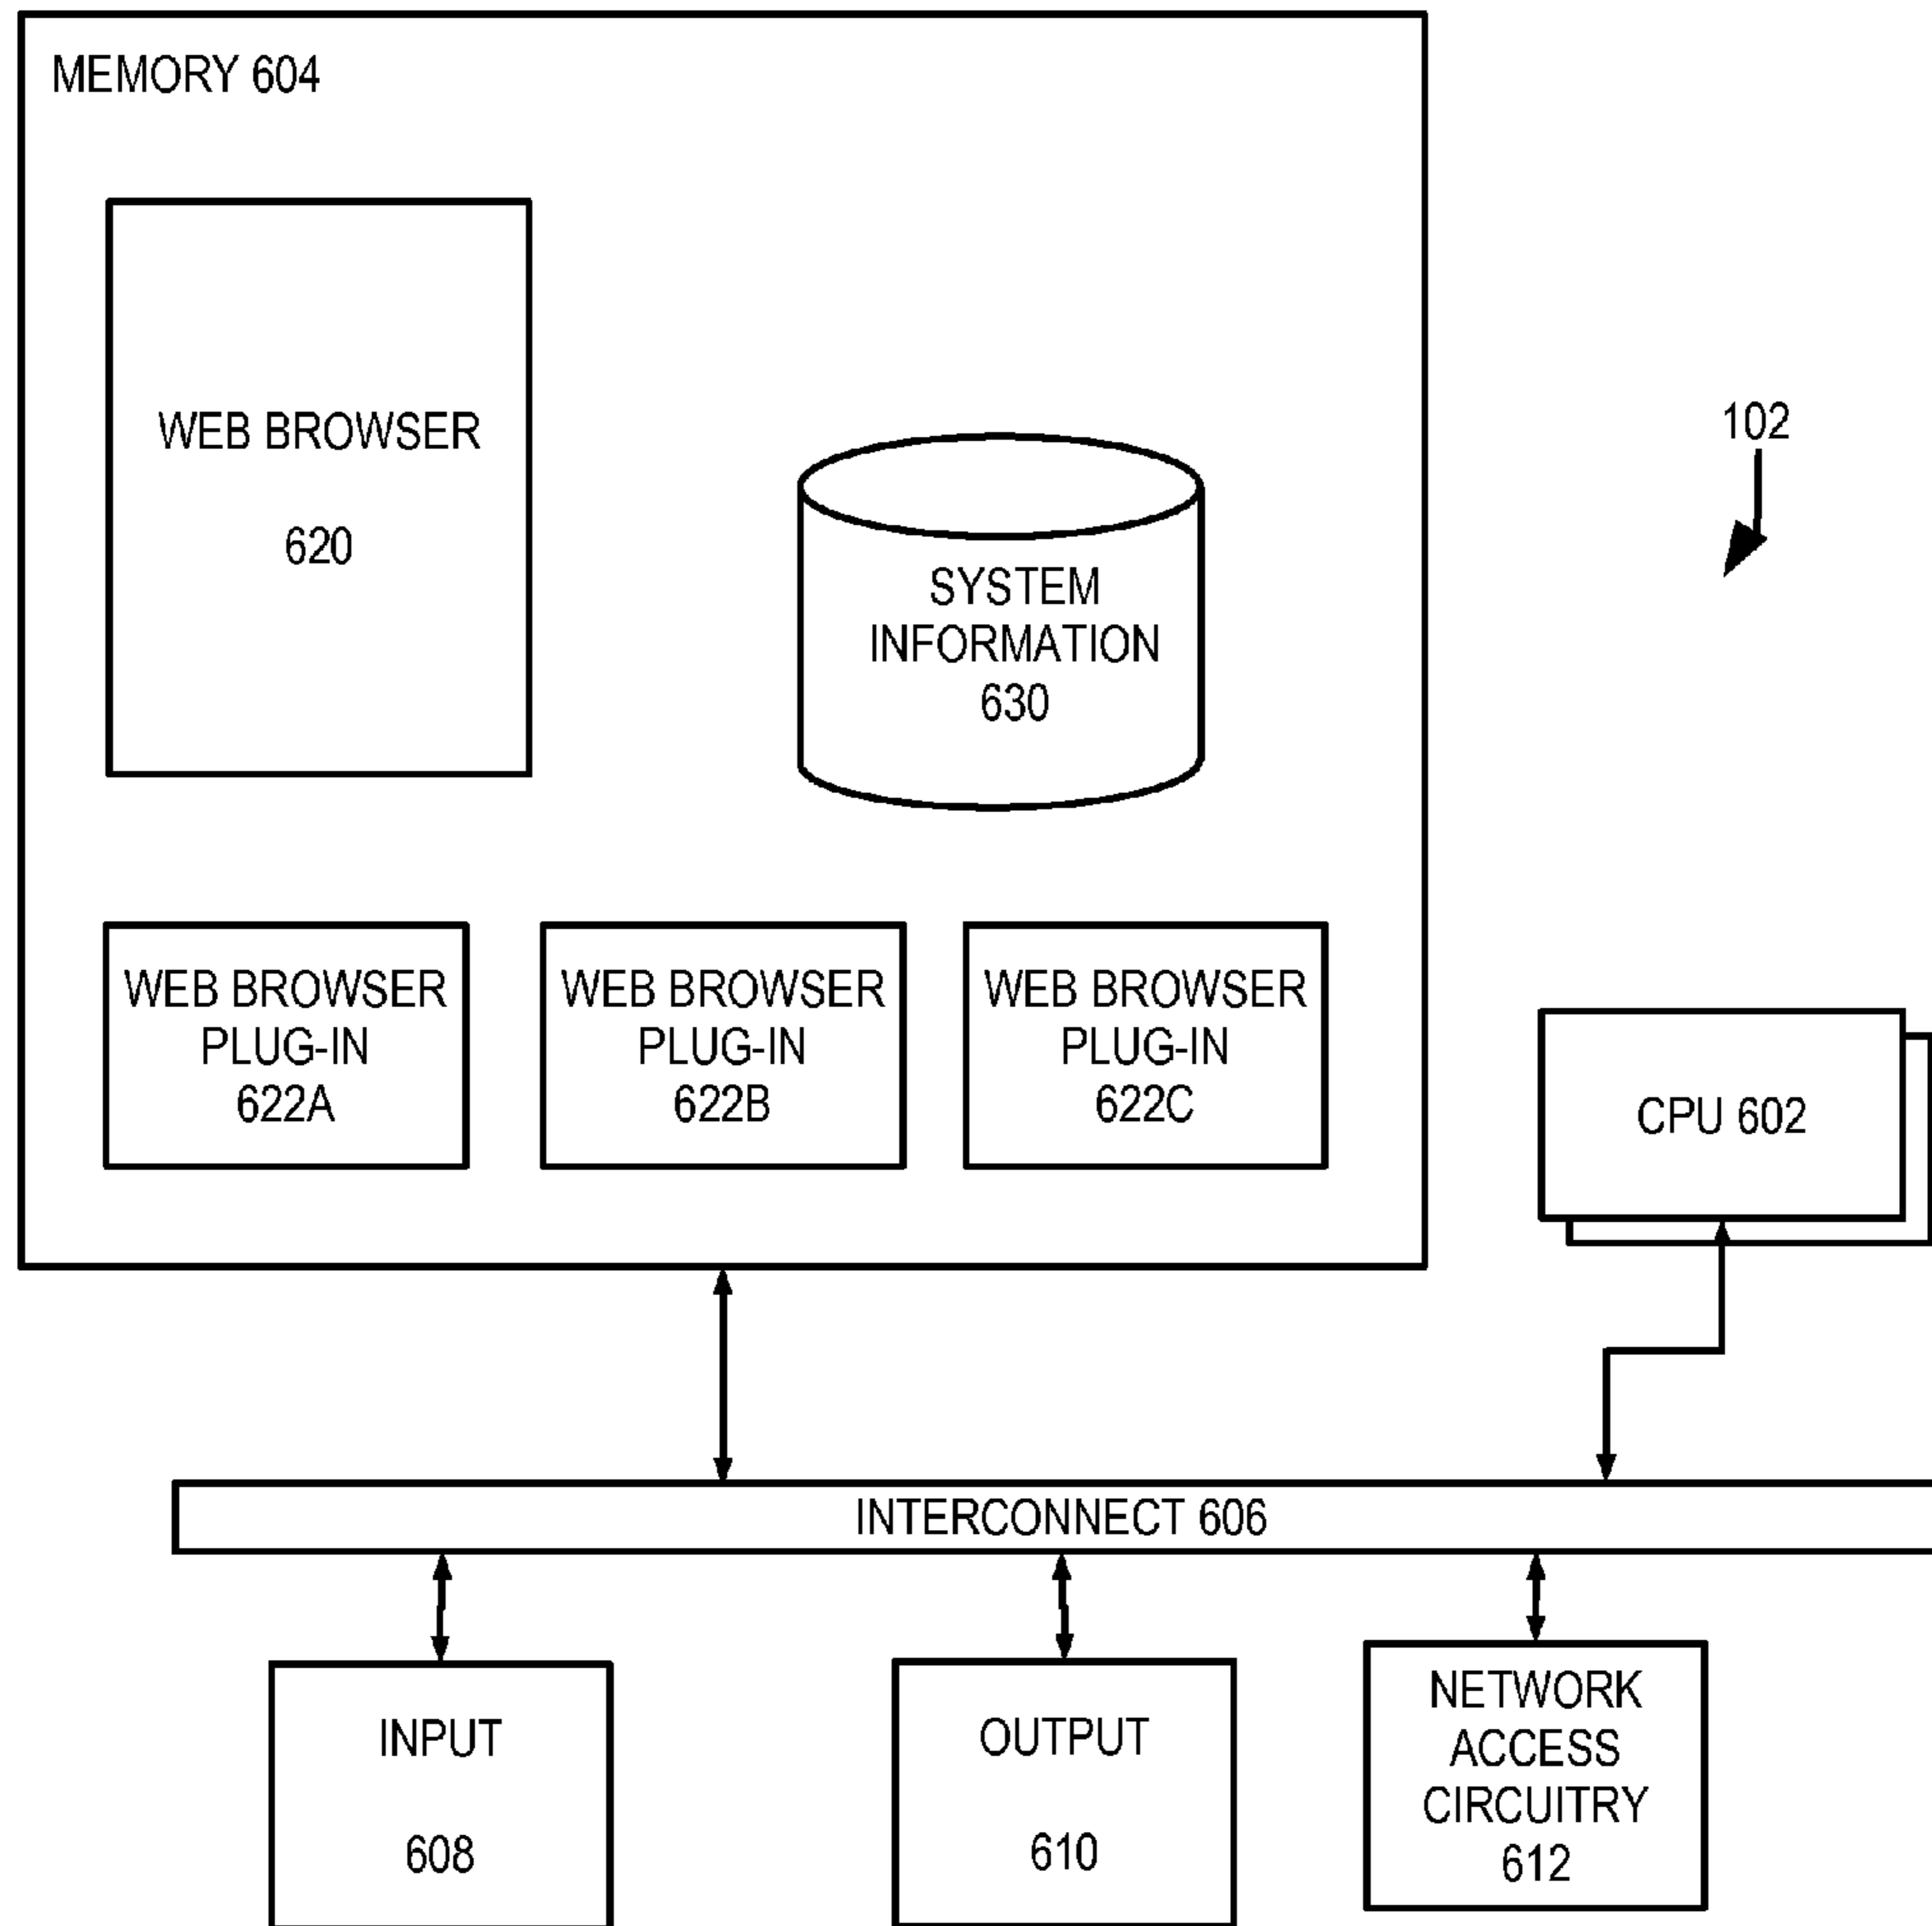 MEMORY 604
WEB BROWSER
620
SYSTEM
INFORMATION
630
102
WEB BROWSER
PLUG-IN
622A
WEB BROWSER
PLUG-IN
622B
WEB BROWSER
PLUG-IN
622C
CPU 602
INTERCONNECT 606
INPUT
608
OUTPUT
610
NETWORK
ACCESS
CIRCUITRY
612